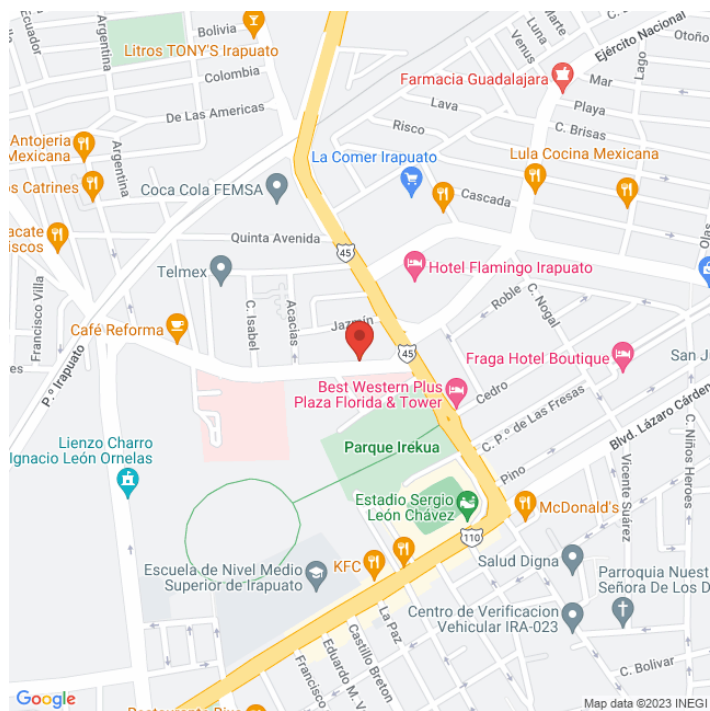 Ecuador
Argentina
Bolivia
Litros TONY'S Irapuato
Colombia
De Las Americas
Antojeria
Mexicana
Argentina
os Catrines
acate
iscos
Coca Cola FEMSA
Quinta Avenida
Telmex
Francisco Villa
P.º Irapuato
Café Reforma
C. Isabel
Acacias
Jazmín
45
45
La Comer Irapuato
Farmacia Guadalajara
Venus
Luna
Marte
Ejército Nacional
Otoño
Lago
Mar
Playa
Lava
Risco
C. Brisas
Lula Cocina Mexicana
Cascada
Olas
Hotel Flamingo Irapuato
Roble
C. Nogal
Fraga Hotel Boutique
San J
Best Western Plus
Plaza Florida & Tower
Cedro
C. P.º de Las Fresas
Blvd. Lázaro Cárden
C. Niños Heroes
Vicente Suárez
Pino
Parque Irekua
Lienzo Charro
Ignacio León Ornelas
Estadio Sergio
León Chávez
McDonald's
110
Escuela de Nivel Medio
Superior de Irapuato
KFC
Salud Digna
Centro de Verificacion
Vehicular IRA-023
Parroquia Nuest
Señora De Los D
La Paz
Castillo Breton
Eduardo M. V
Francisco
C. Bolivar
Google
Map data ©2023 INEGI